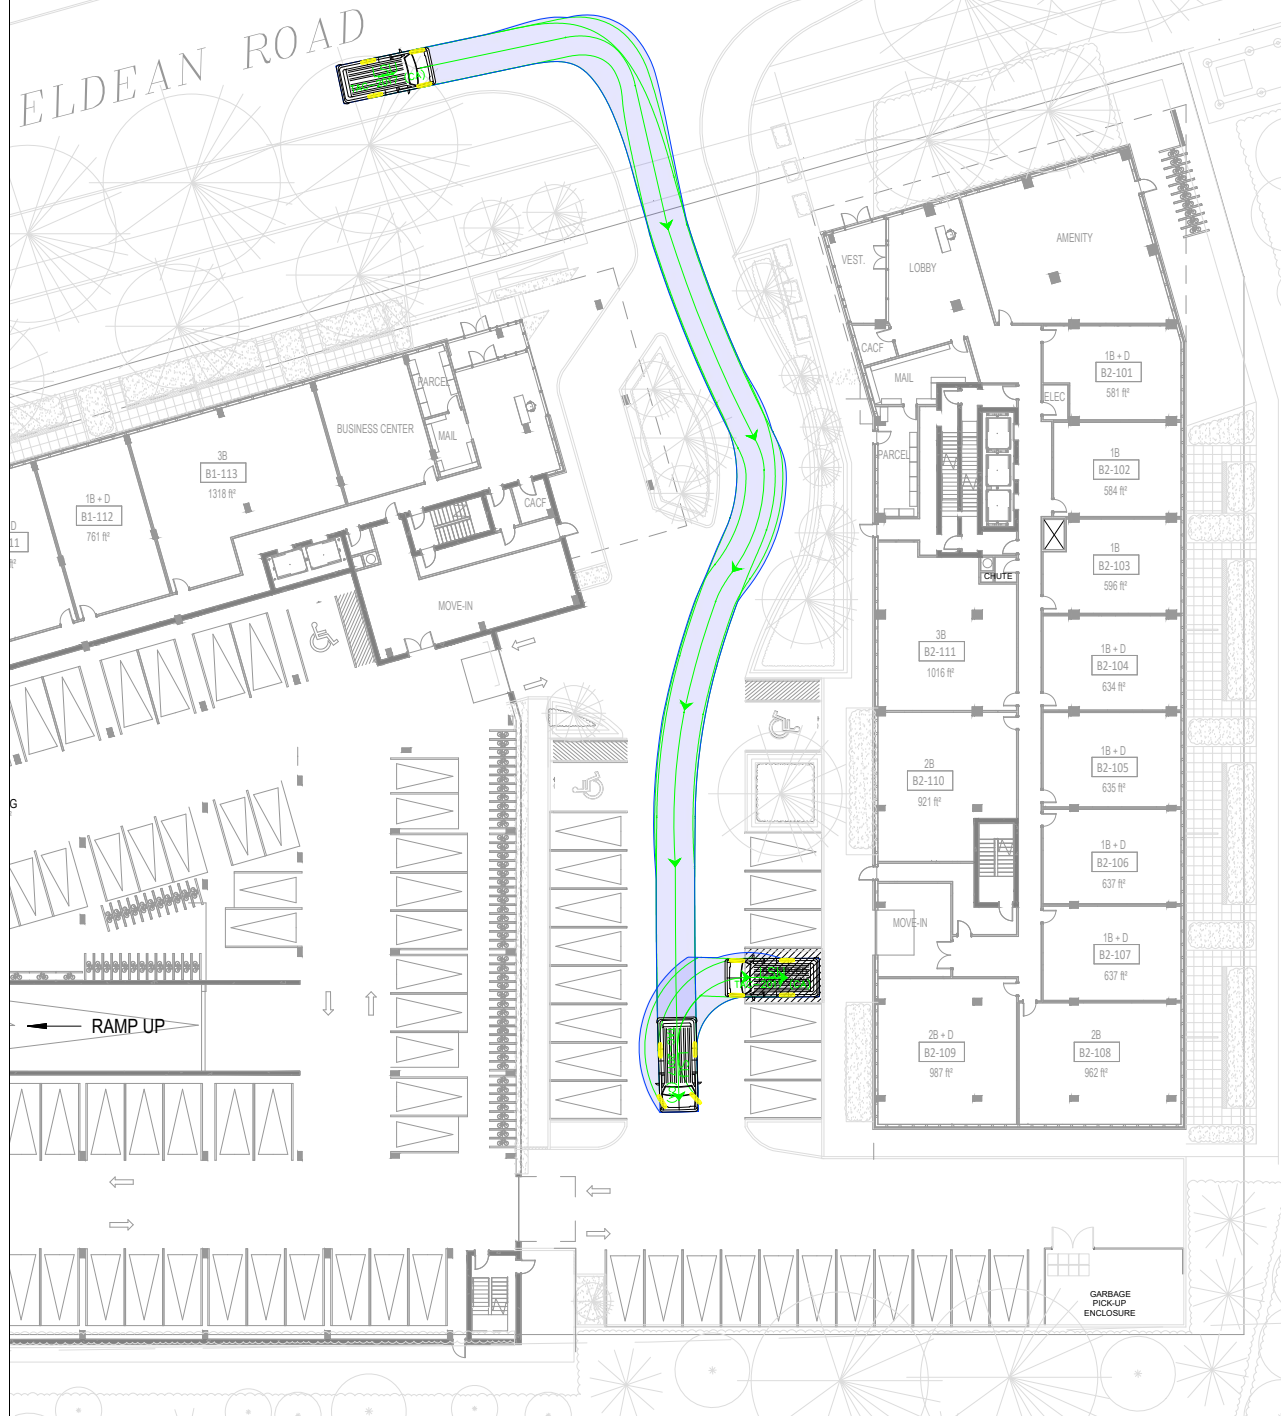 ELDEAN ROAD
AMENITY
VEST.
LOBBY
CACF
MAIL
1B + D
B2-101
581 ft²
ELEC
PARCEL
1B
B2-102
584 ft²
1B
B2-103
596 ft²
CHUTE
3B
B2-111
1016 ft²
1B + D
B2-104
634 ft²
2B
B2-110
921 ft²
1B + D
B2-105
635 ft²
1B + D
B2-106
637 ft²
MOVE-IN
1B + D
B2-107
637 ft²
2B + D
B2-109
987 ft²
2B
B2-108
962 ft²
PARCEL
BUSINESS CENTER
MAIL
3B
B1-113
1318 ft²
1B + D
B1-112
761 ft²
D
11
CACF
MOVE-IN
G
RAMP UP
GARBAGE
PICK-UP
ENCLOSURE